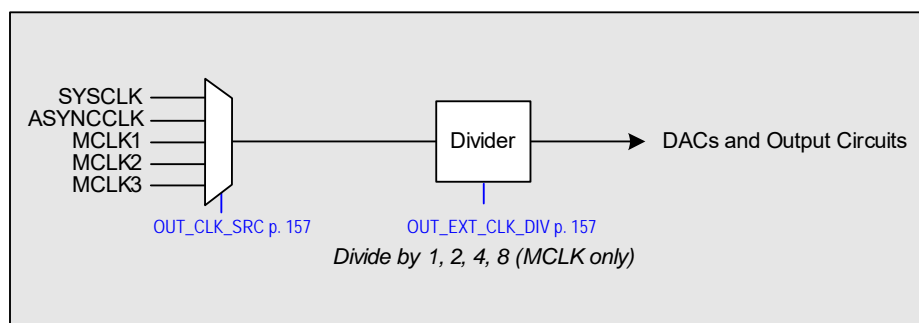 SYSCLK
ASYNCCLK
MCLK1
MCLK2
MCLK3
Divider
DACs and Output Circuits
OUT_CLK_SRC p. 157
OUT_EXT_CLK_DIV p. 157
Divide by 1, 2, 4, 8 (MCLK only)